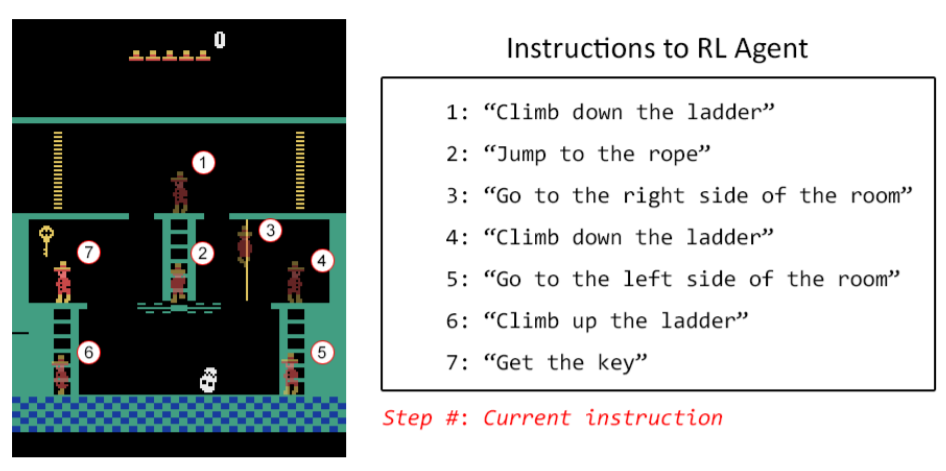 0
1
3
7
2
4
6
5
Instructions to RL Agent
1: “Climb down the ladder”
2: “Jump to the rope”
3: “Go to the right side of the room”
4: “Climb down the ladder”
5: “Go to the left side of the room”
6: “Climb up the ladder”
7: “Get the key”
Step #: Current instruction